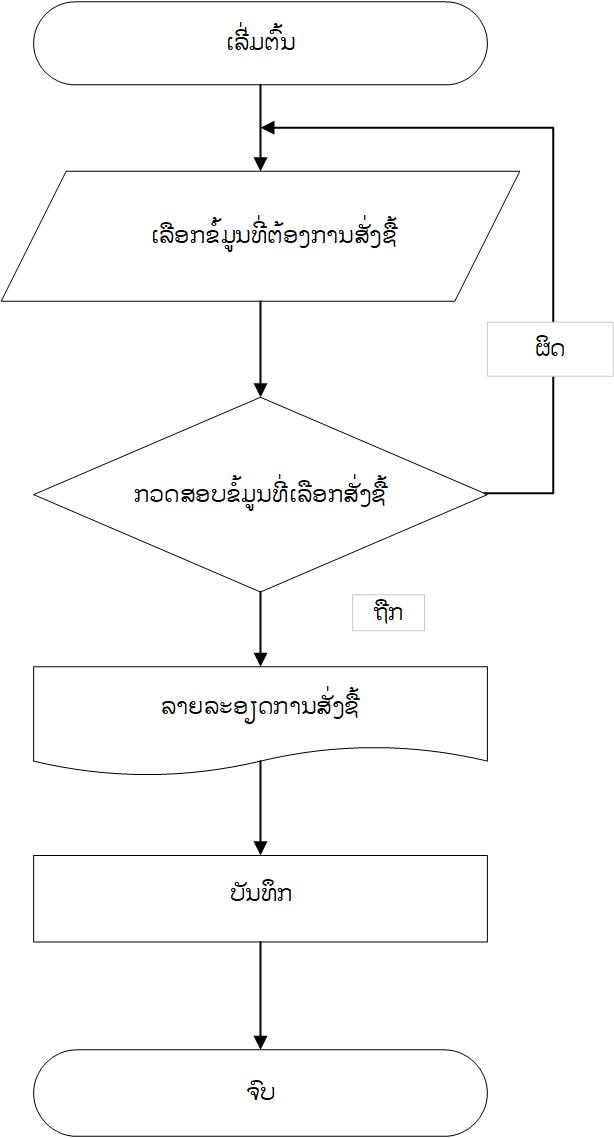 ເລີ່ມຕົ້ນ
ເລືອກຂໍ້ມູນທີ່ຕ້ອງການສັ່ງຊື້
ຜິດ
ກວດສອບຂໍ້ມູນທີ່ເລືອກສັ່ງຊື້
ຖືກ
ລາຍລະອຽດການສັ່ງຊື້
ບັນທຶກ
ຈົບ